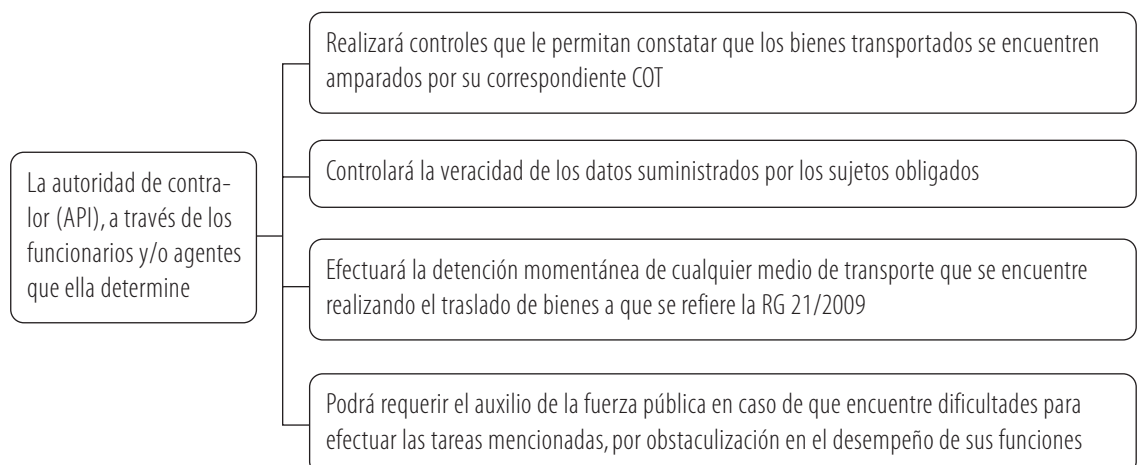 La autoridad de contra-
lor (API), a través de los
funcionarios y/o agentes
que ella determine
Realizará controles que le permitan constatar que los bienes transportados se encuentren
amparados por su correspondiente COT
Controlará la veracidad de los datos suministrados por los sujetos obligados
Efectuará la detención momentánea de cualquier medio de transporte que se encuentre
realizando el traslado de bienes a que se refiere la RG 21/2009
Podrá requerir el auxilio de la fuerza pública en caso de que encuentre dificultades para
efectuar las tareas mencionadas, por obstaculización en el desempeño de sus funciones